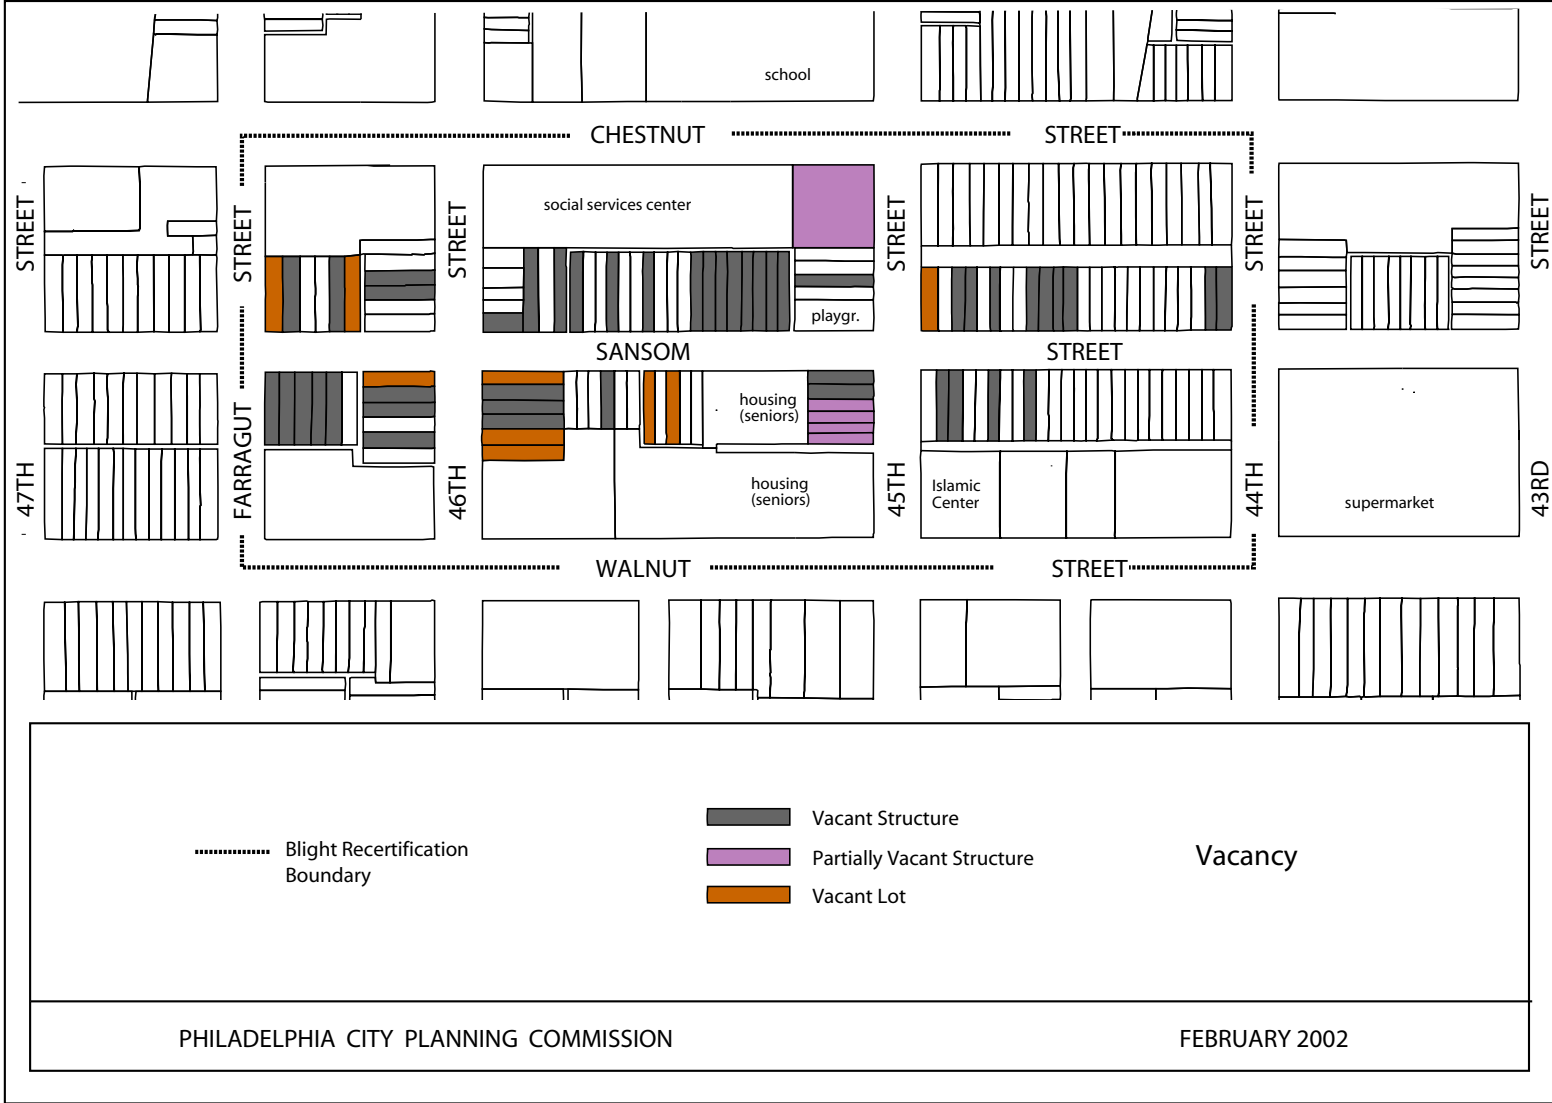 school
CHESTNUT STREET
STREET
STREET
STREET
STREET
STREET
STREET
social services center
playgr.
SANSOM STREET
housing
(seniors)
housing
(seniors)
47TH
FARRAGUT
46TH
45TH
Islamic
Center
44TH
supermarket
43RD
WALNUT STREET
Blight Recertification
Boundary
Vacant Structure
Partially Vacant Structure
Vacant Lot
Vacancy
PHILADELPHIA CITY PLANNING COMMISSION
FEBRUARY 2002